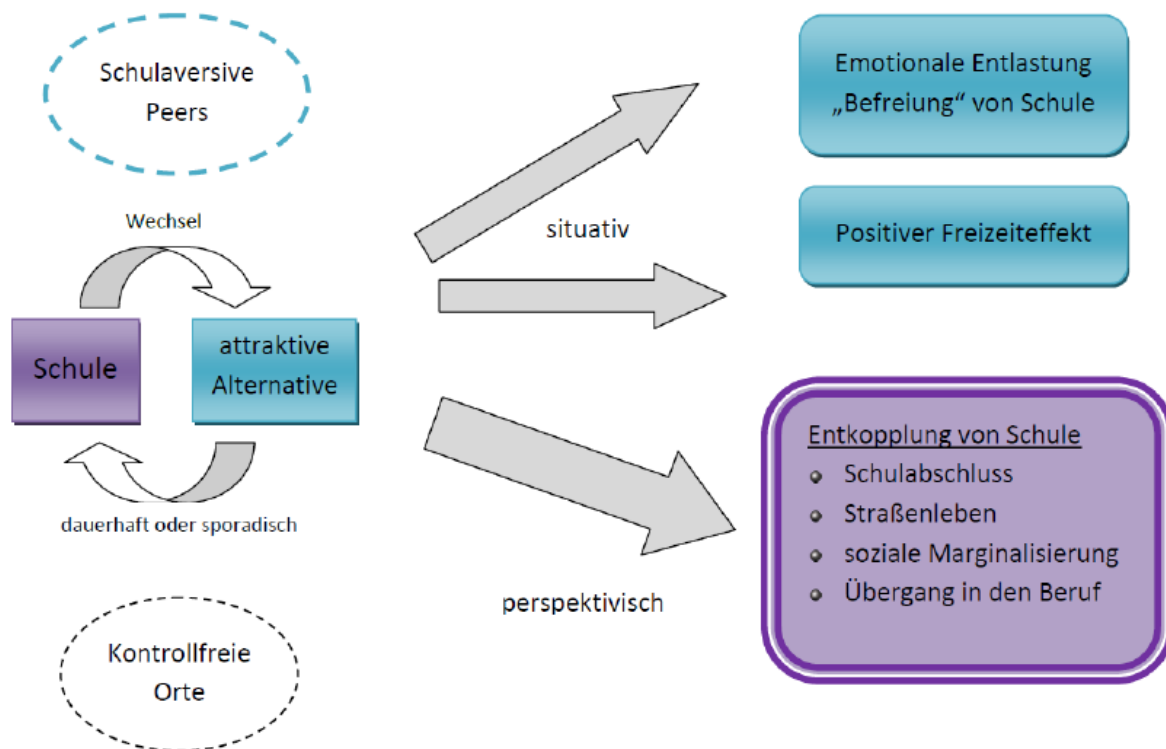 Schulaversive
Peers
Wechsel
Schule
attraktive
Alternative
dauerhaft oder sporadisch
Kontrollfreie
Orte
situativ
perspektivisch
Emotionale Entlastung
„Befreiung“ von Schule
Positiver Freizeiteffekt
Entkopplung von Schule
Schulabschluss
Straßenleben
soziale Marginalisierung
Übergang in den Beruf